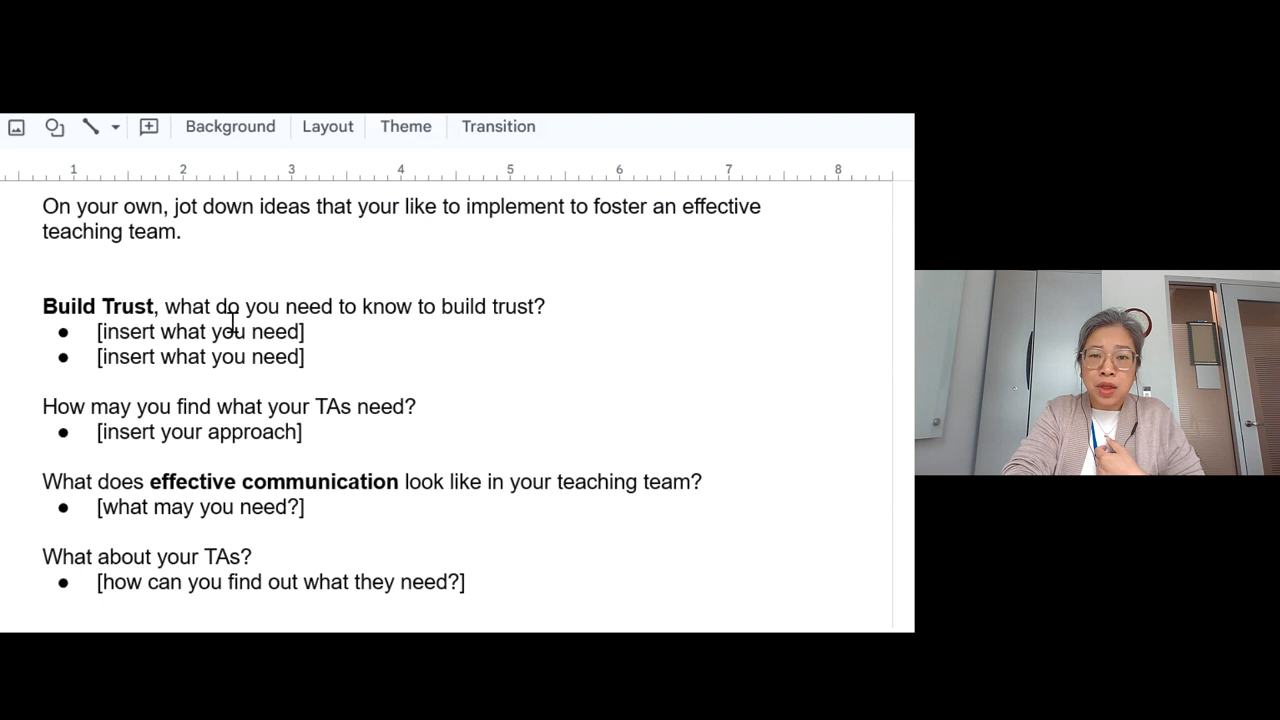 Background Layout Theme Transition
1 2 3 4 5 6 7 8
On your own, jot down ideas that your like to implement to foster an effective
teaching team.
Build Trust, what do you need to know to build trust?
● [insert what you need]
● [insert what you need]
How may you find what your TAs need?
● [insert your approach]
What does effective communication look like in your teaching team?
● [what may you need?]
What about your TAs?
● [how can you find out what they need?]